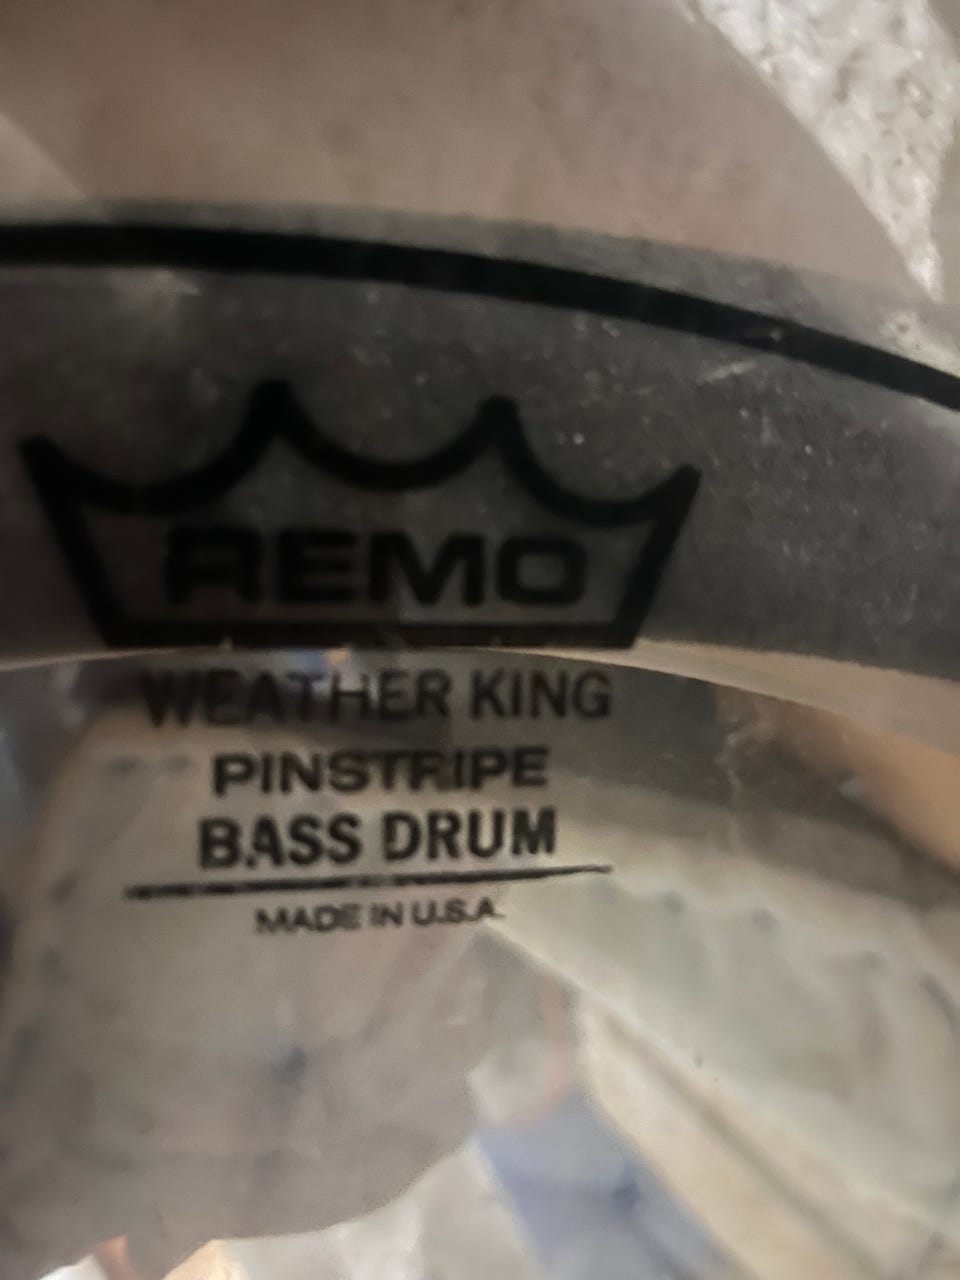 REMO
WEATHER KING
PINSTRIPE
BASS DRUM
MADE IN U.S.A.